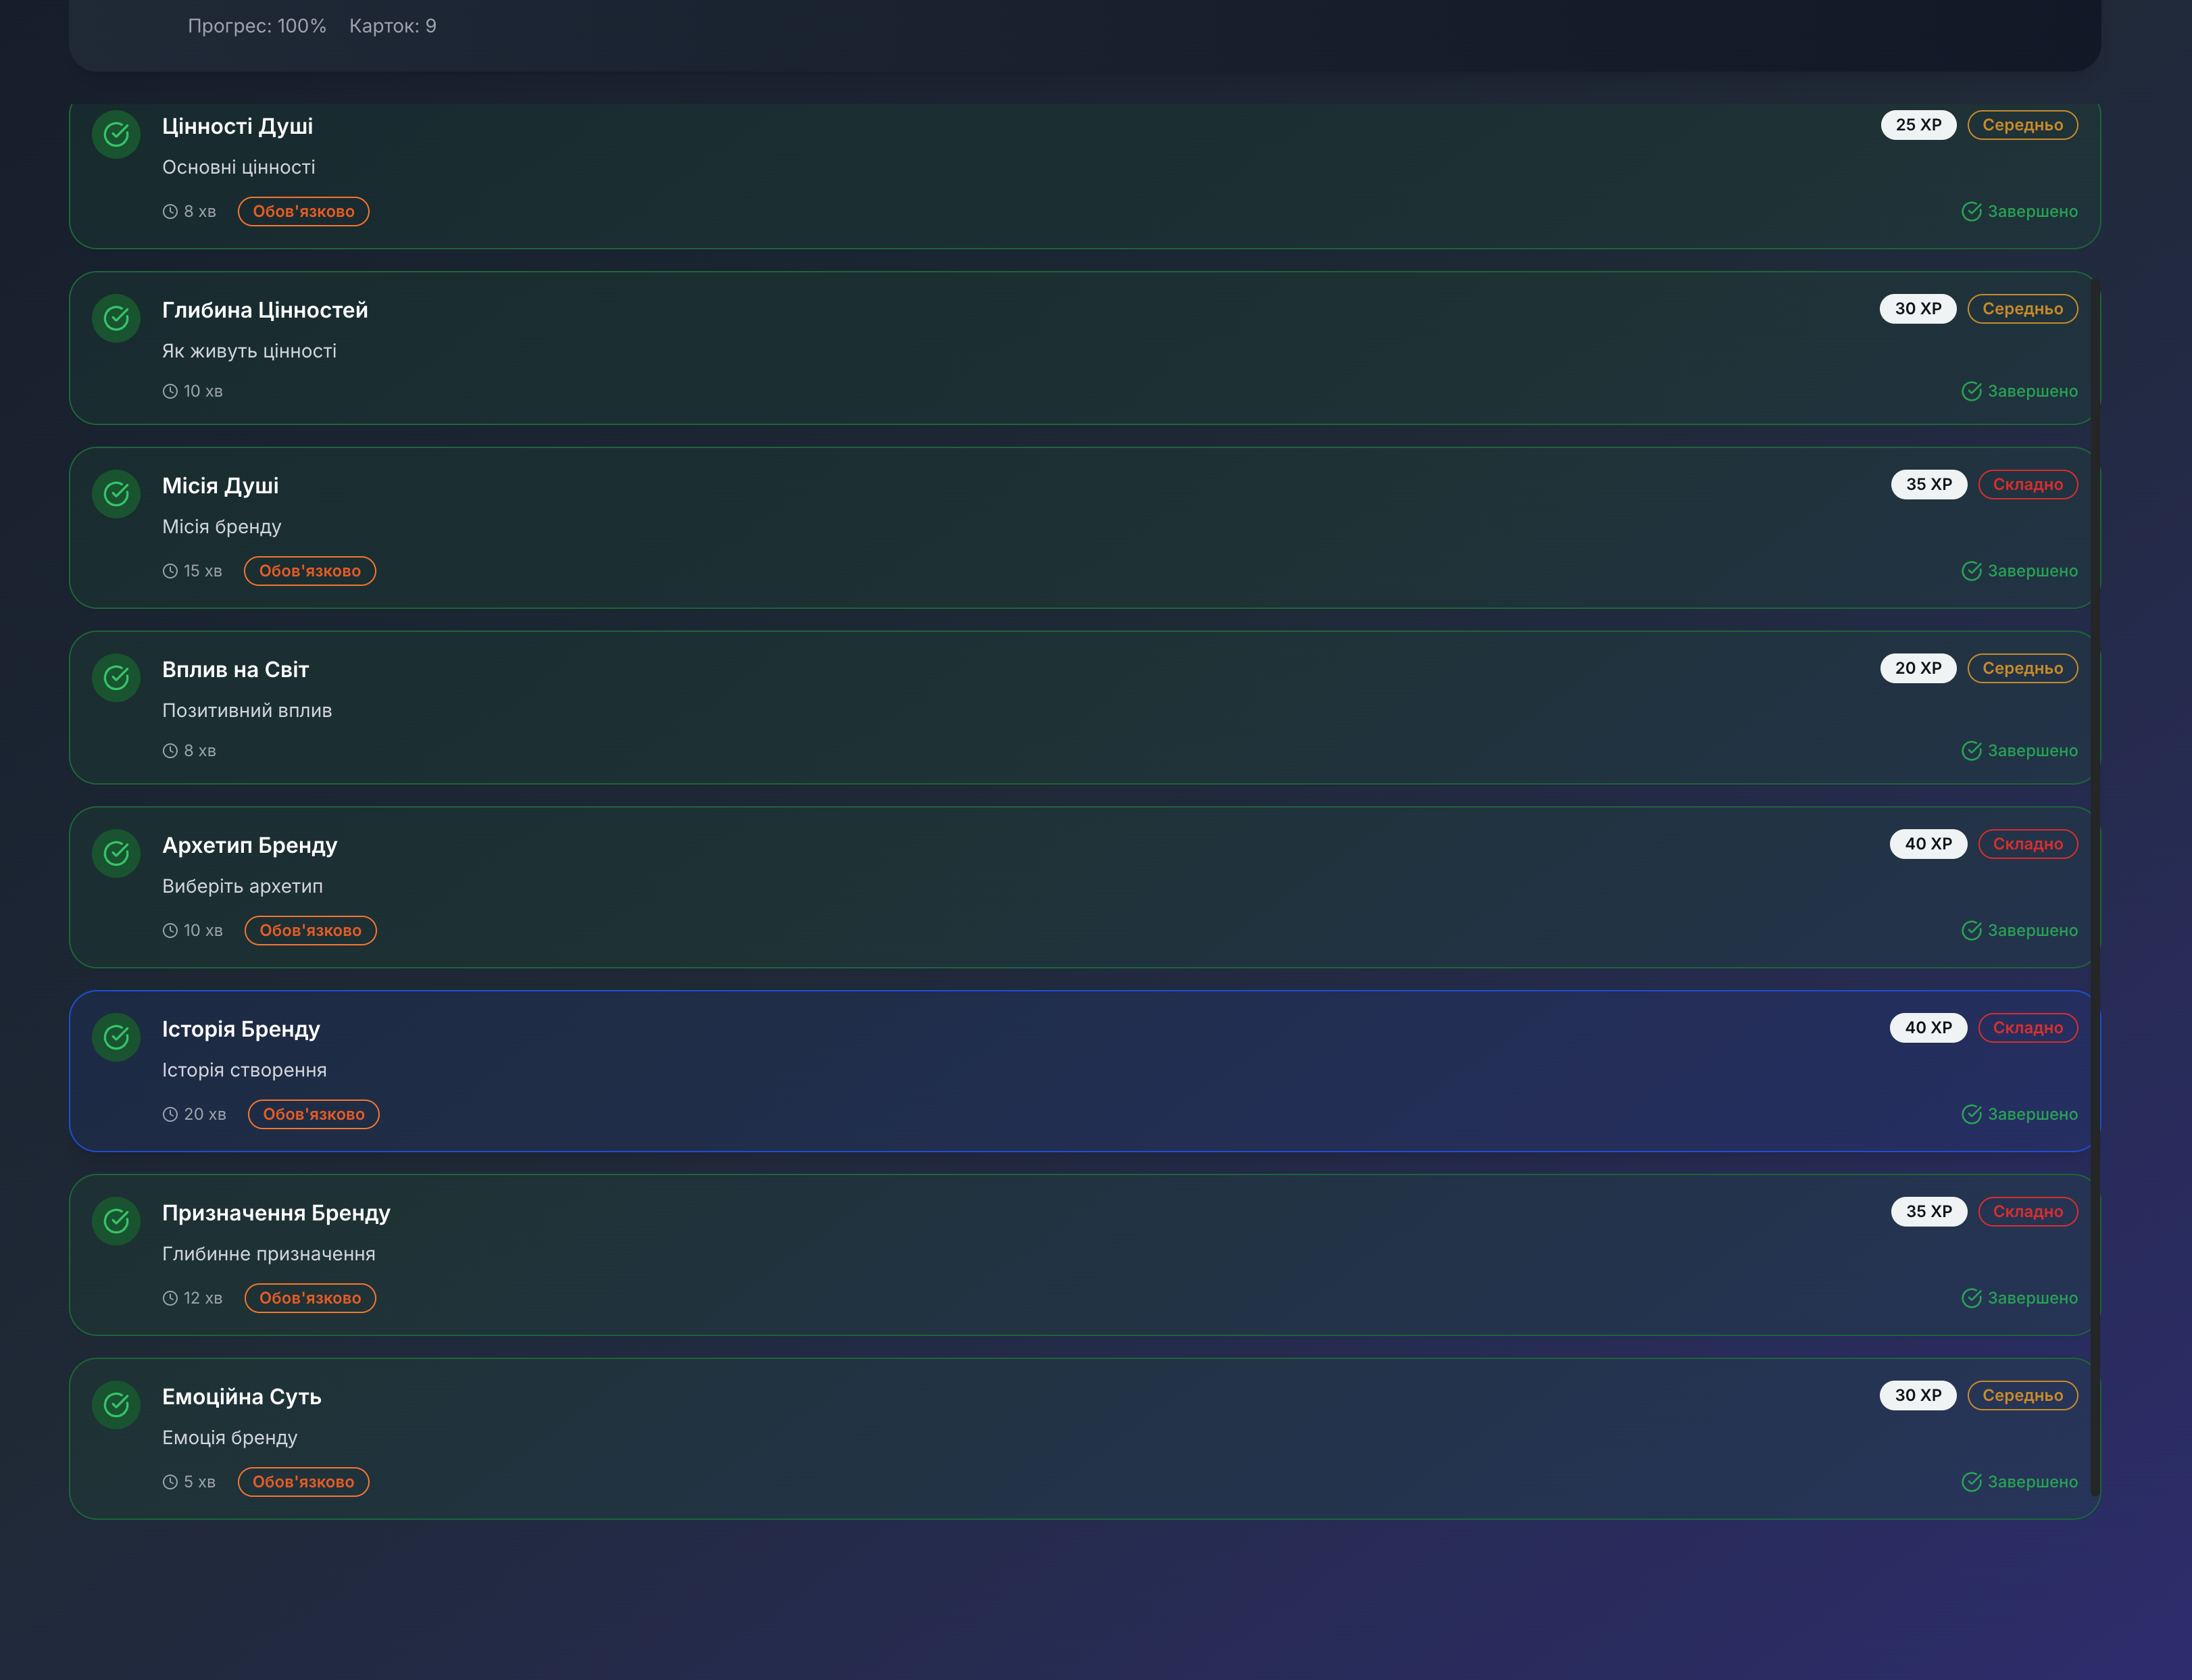 Прогрес: 100% Карток: 9
Цінності Душі 25 XP Середньо
Основні цінності
8 хв Обов'язково Завершено
Глибина Цінностей 30 XP Середньо
Як живуть цінності
10 хв Завершено
Місія Душі 35 XP Складно
Місія бренду
15 хв Обов'язково Завершено
Вплив на Світ 20 XP Середньо
Позитивний вплив
8 хв Завершено
Архетип Бренду 40 XP Складно
Виберіть архетип
10 хв Обов'язково Завершено
Історія Бренду 40 XP Складно
Історія створення
20 хв Обов'язково Завершено
Призначення Бренду 35 XP Складно
Глибинне призначення
12 хв Обов'язково Завершено
Емоційна Суть 30 XP Середньо
Емоція бренду
5 хв Обов'язково Завершено